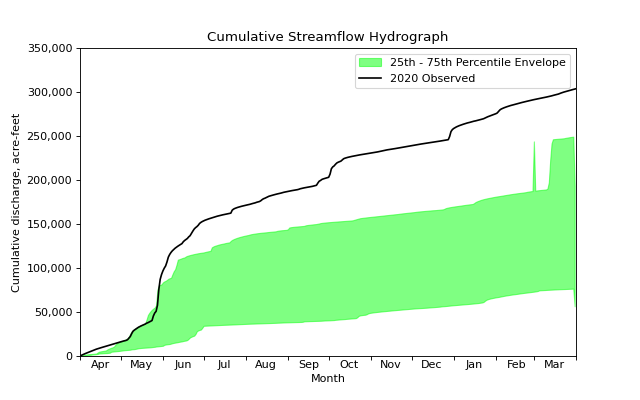 Cumulative Streamflow Hydrograph
Cumulative discharge, acre-feet
350,000
300,000
250,000
200,000
150,000
100,000
50,000
0
25th - 75th Percentile Envelope
2020 Observed
Apr May Jun Jul Aug Sep Oct Nov Dec Jan Feb Mar
Month